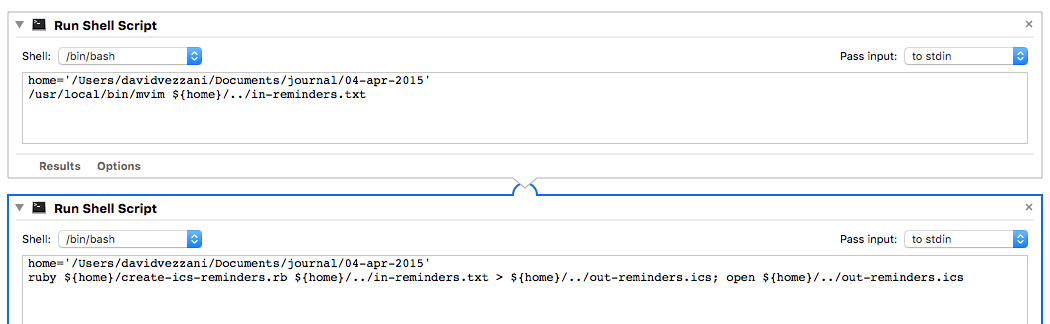 Run Shell Script
Shell: /bin/bash Pass input: to stdin
home='/Users/davidvezzani/Documents/journal/04-apr-2015'
/usr/local/bin/mvim ${home}/../in-reminders.txt
Results Options
Run Shell Script
Shell: /bin/bash Pass input: to stdin
home='/Users/davidvezzani/Documents/journal/04-apr-2015'
ruby ${home}/create-ics-reminders.rb ${home}/../in-reminders.txt > ${home}/../out-reminders.ics; open ${home}/../out-reminders.ics